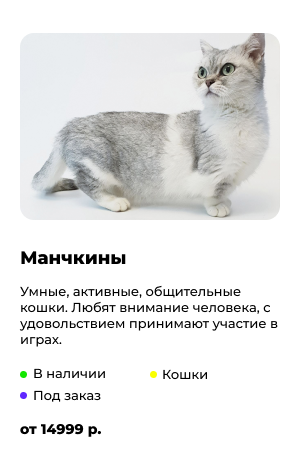 Манчкины
Умные, активные, общительные
кошки. Любят внимание человека, с
удовольствием принимают участие в
играх.
В наличии
Кошки
Под заказ
от 14999 р.